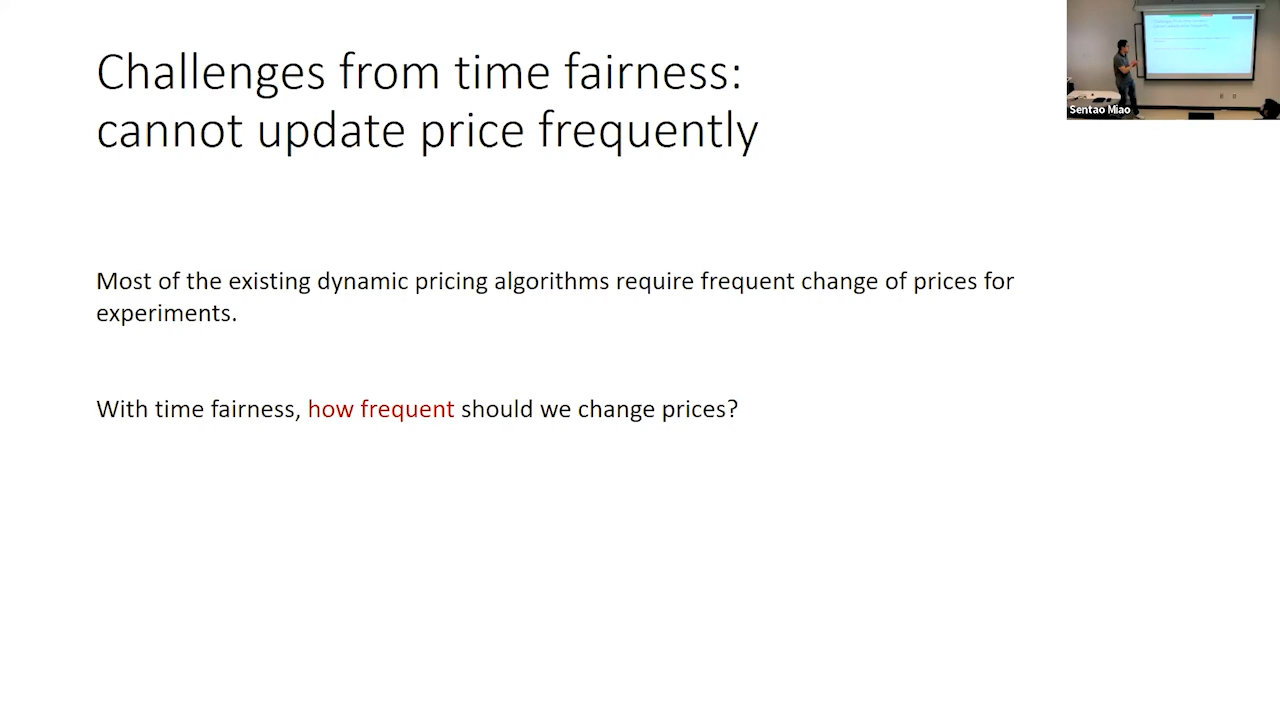 Challenges from time fairness:
cannot update price frequently
Sentao Miao
Most of the existing dynamic pricing algorithms require frequent change of prices for
experiments.
With time fairness, how frequent should we change prices?